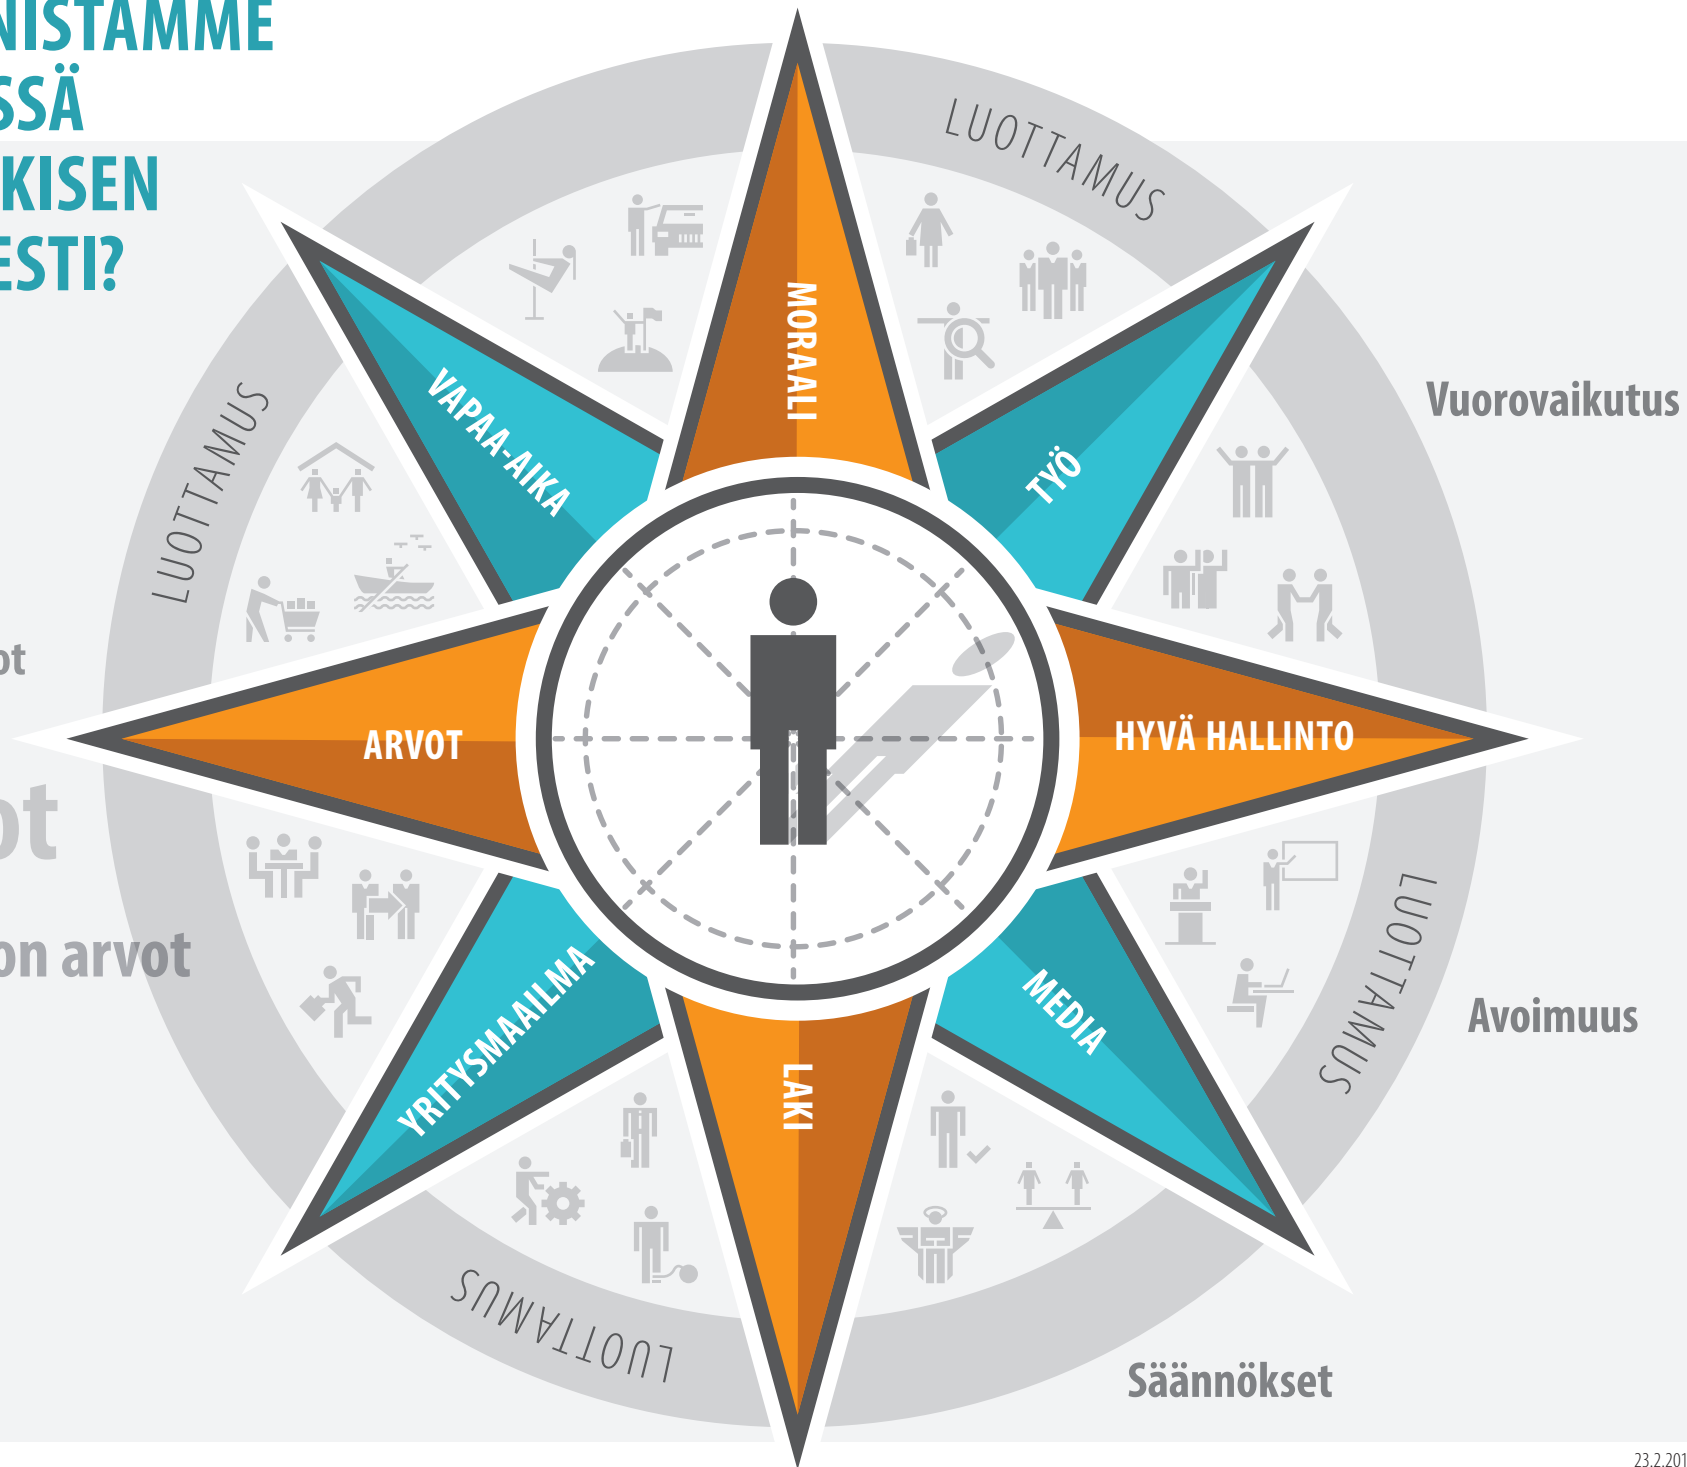 NISTAMME
SSÄ
KISEN
ESTI?
LUOTTAMUS
MORAALI
VAPAA-AIKA
TYÖ
LUOTTAMUS
Vuorovaikutus
ot
ARVOT
HYVÄ HALLINTO
ot
on arvot
YRITYSMAAILMA
MEDIA
LUOTTAMUS
Avoimuus
LAKI
LUOTTAMUS
Säännökset
23.2.201